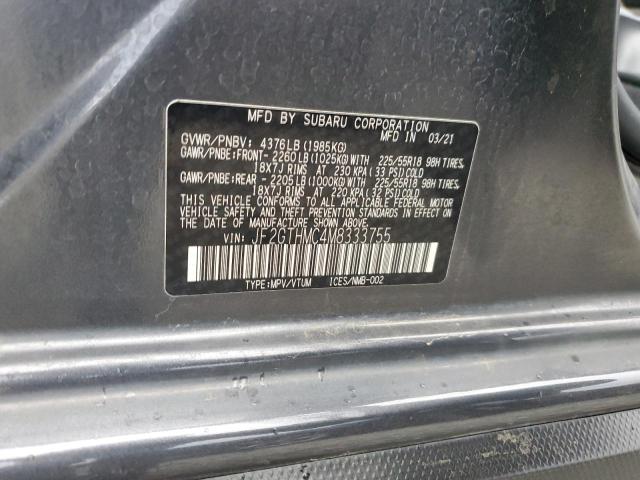 MFD BY SUBARU CORPORATION
GVWR/PNBV: 4376LB (1985KG) MFD IN 03/21
GAWR/PNBE:FRONT- 2260LB (1025KG) WITH 225/55R18 98H TIRES,
18X7J RIMS AT 230 KPA (33 PSI) COLD
GAWR/PNBE:REAR - 2205LB (1000KG) WITH 225/55R18 98H TIRES,
18X7J RIMS AT 220 KPA (32 PSI) COLD
THIS VEHICLE CONFORMS TO ALL APPLICABLE FEDERAL MOTOR
VEHICLE SAFETY, BUMPER, AND THEFT PREVENTION STANDARDS IN EFFECT
ON THE DATE OF MANUFACTURE SHOWN ABOVE.
VIN: JF2GTHMC4M8333755
TYPE:MPV/VTUM ICES/NMB-002